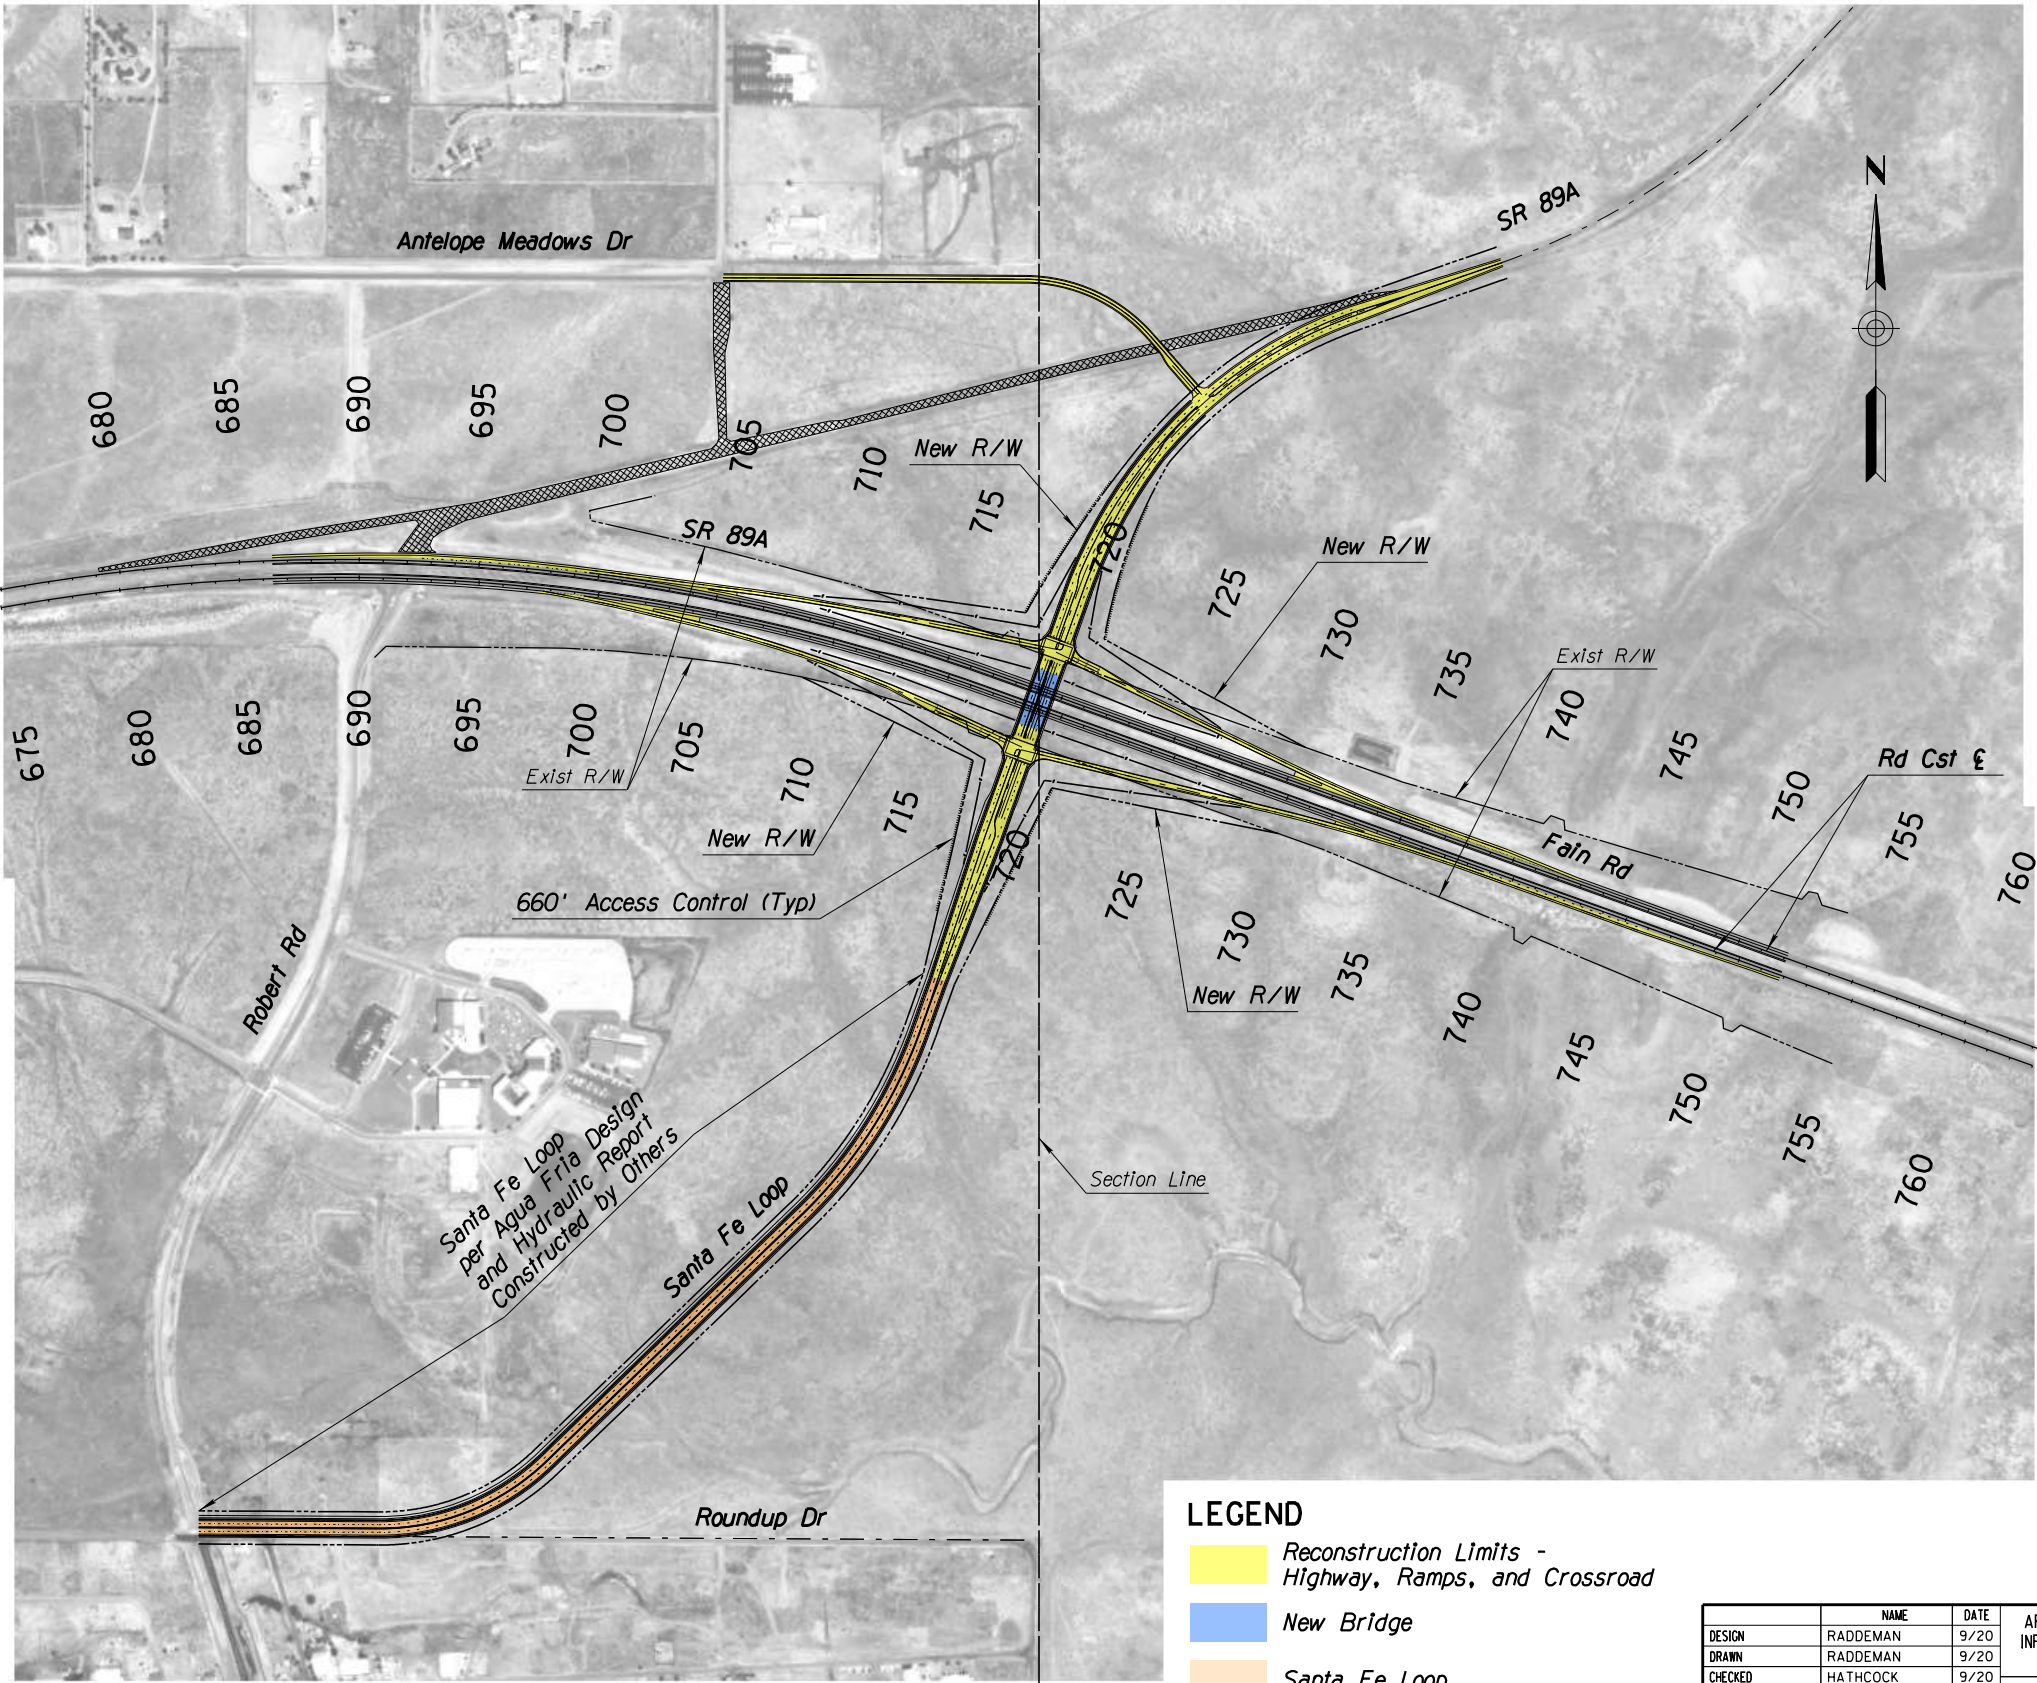 SR 89A
N
Antelope Meadows Dr
680
685
690
695
700
705
710
715
720
725
730
735
740
745
750
755
760
New R/W
SR 89A
New R/W
Exist R/W
Rd Cst ℄
Fain Rd
675
680
685
690
695
700
705
710
715
720
725
730
735
740
745
750
755
760
Exist R/W
New R/W
660' Access Control (Typ)
New R/W
Robert Rd
Santa Fe Loop
per Agua Fria Design
and Hydraulic Report
Constructed by Others
Santa Fe Loop
Section Line
Roundup Dr
LEGEND
Reconstruction Limits -
Highway, Ramps, and Crossroad
New Bridge
Santa Fe Loop
NAME DATE
DESIGN RADDEMAN 9/20
DRAWN RADDEMAN 9/20
CHECKED HATHCOCK 9/20